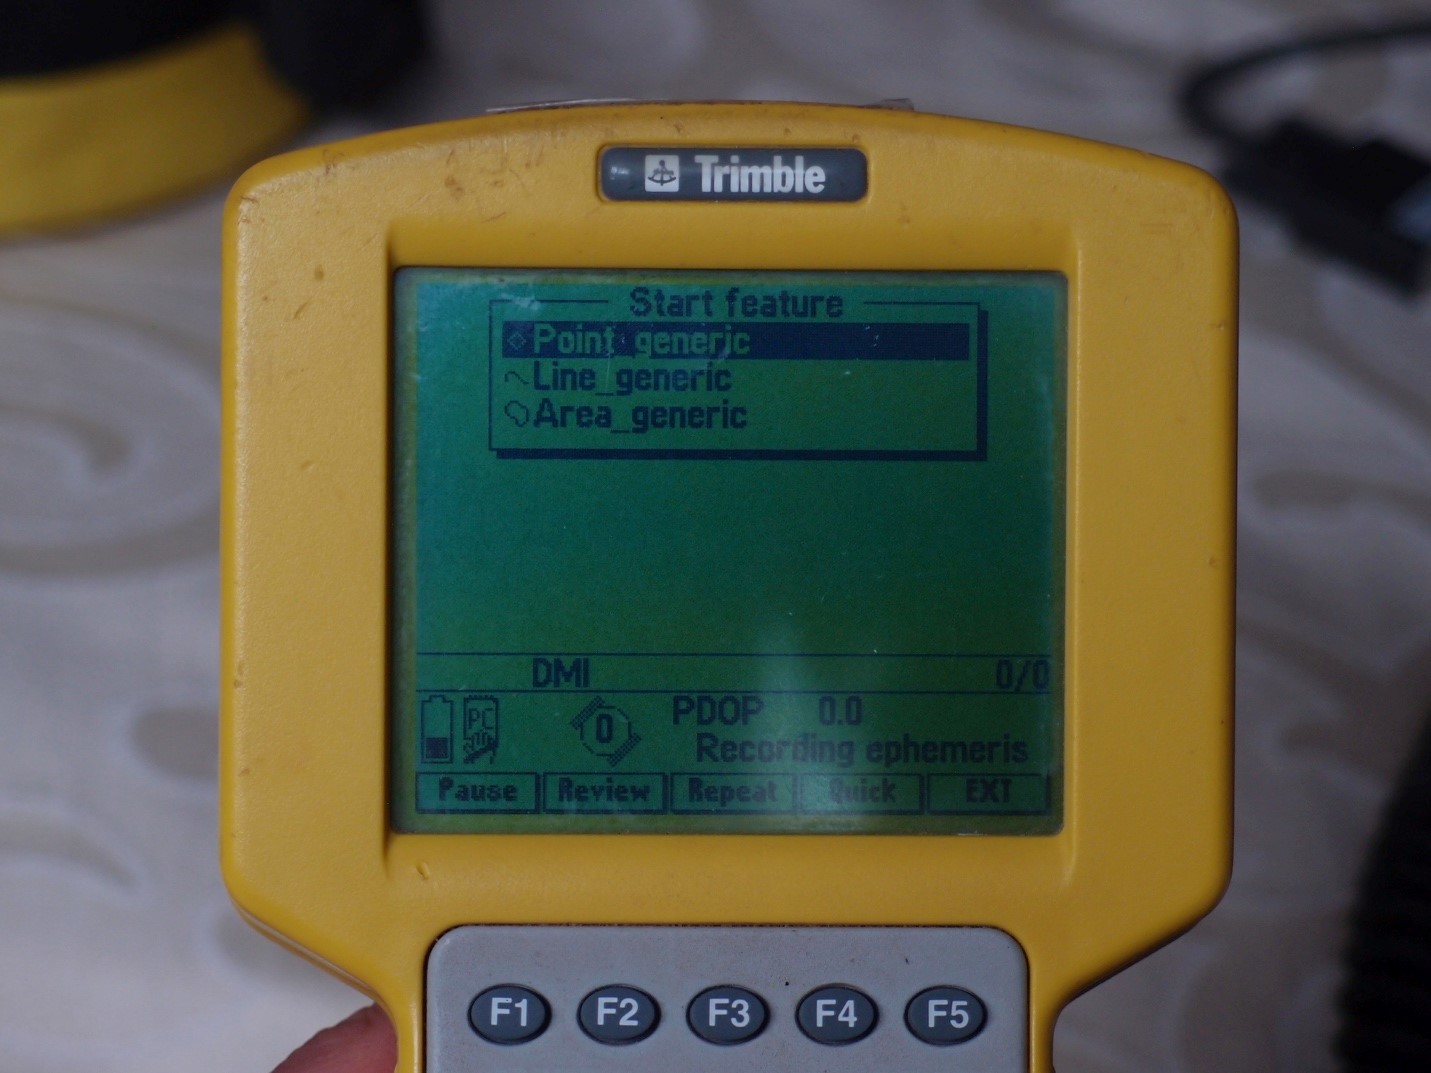 Trimble
Start feature
Point_generic
Line_generic
Area_generic
DMI 0/0
PC 0 PDOP 0.0
Recording ephemeris
Pause Review Repeat Quick EXT
F1 F2 F3 F4 F5